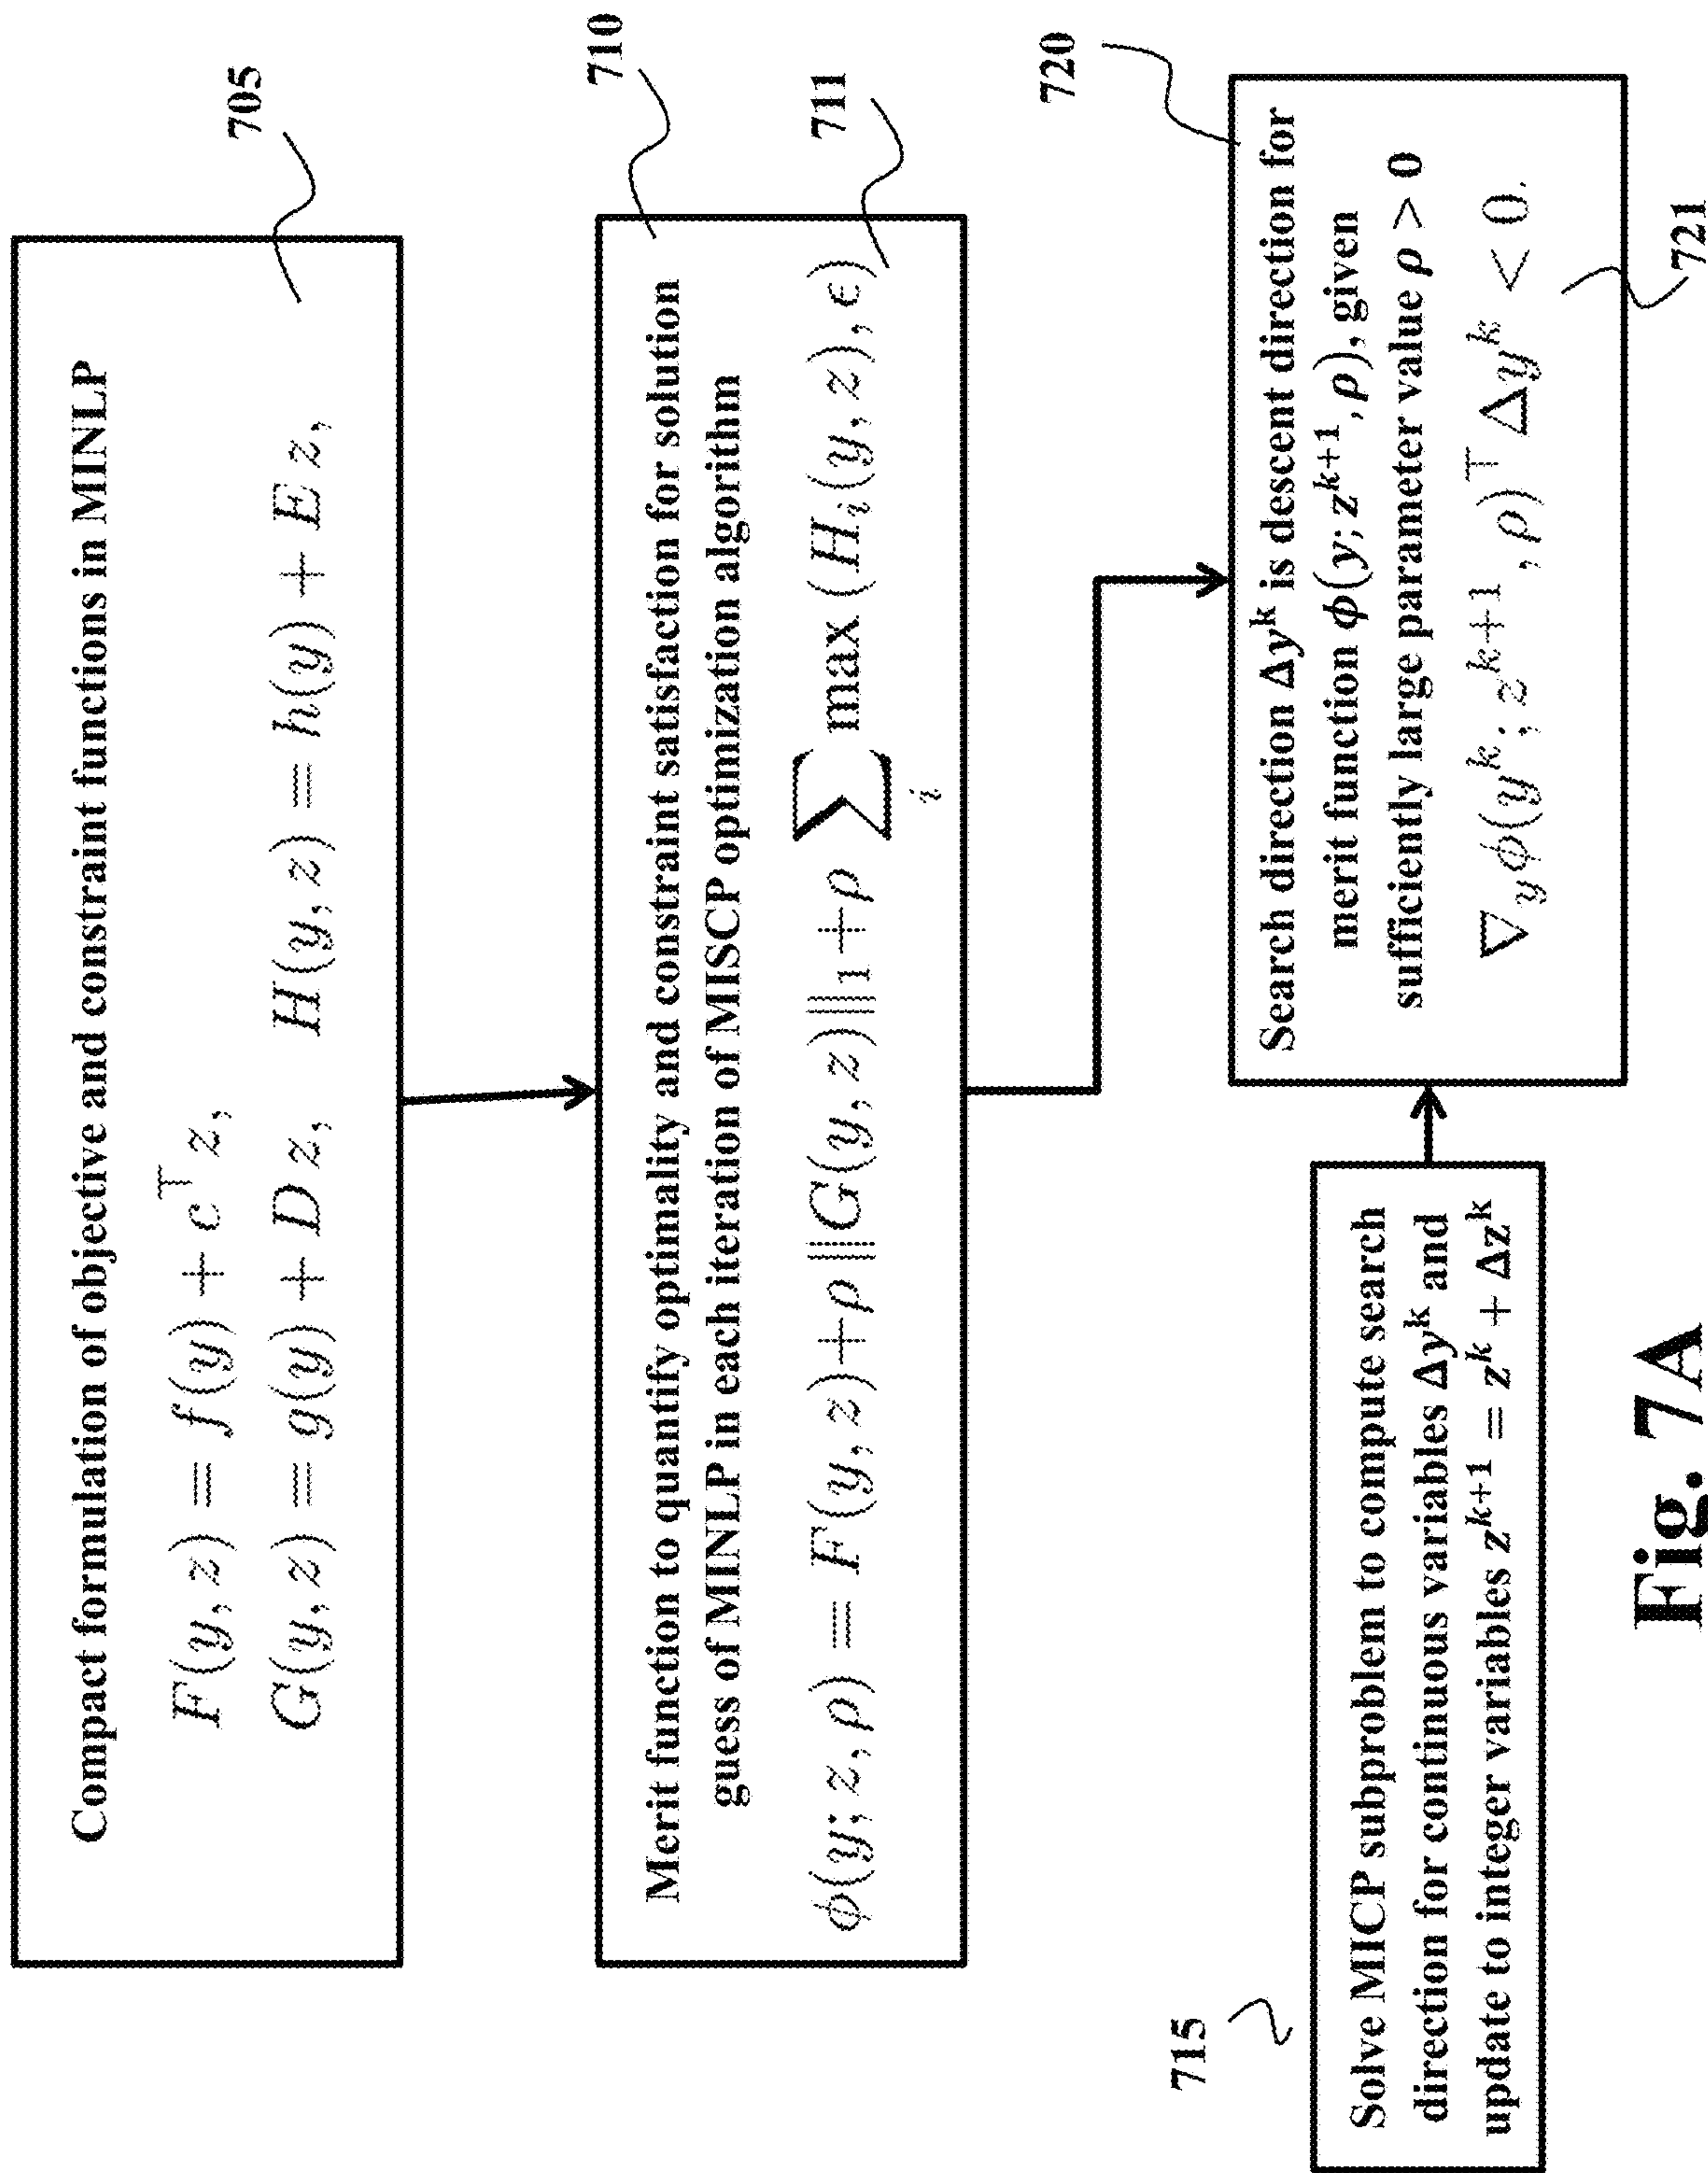 705
Compact formulation of objective and constraint functions in MINLP
F(y, z) = f(y) + c^⊤ z,
G(y, z) = g(y) + D z,   H(y, z) = h(y) + E z,
710
Merit function to quantify optimality and constraint satisfaction for solution
guess of MINLP in each iteration of MISCP optimization algorithm
711
ϕ(y; z, ρ) = F(y, z) + ρ ‖G(y, z)‖₁ + ρ ∑_i max (H_i(y, z), ϵ)
715
Solve MICP subproblem to compute search
direction for continuous variables Δy^k and
update to integer variables z^{k+1} = z^k + Δz^k
720
Search direction Δy^k is descent direction for
merit function ϕ(y; z^{k+1}, ρ), given
sufficiently large parameter value ρ > 0
∇_y ϕ(y^k; z^{k+1}, ρ)^⊤ Δy^k < 0.
721
Fig. 7A